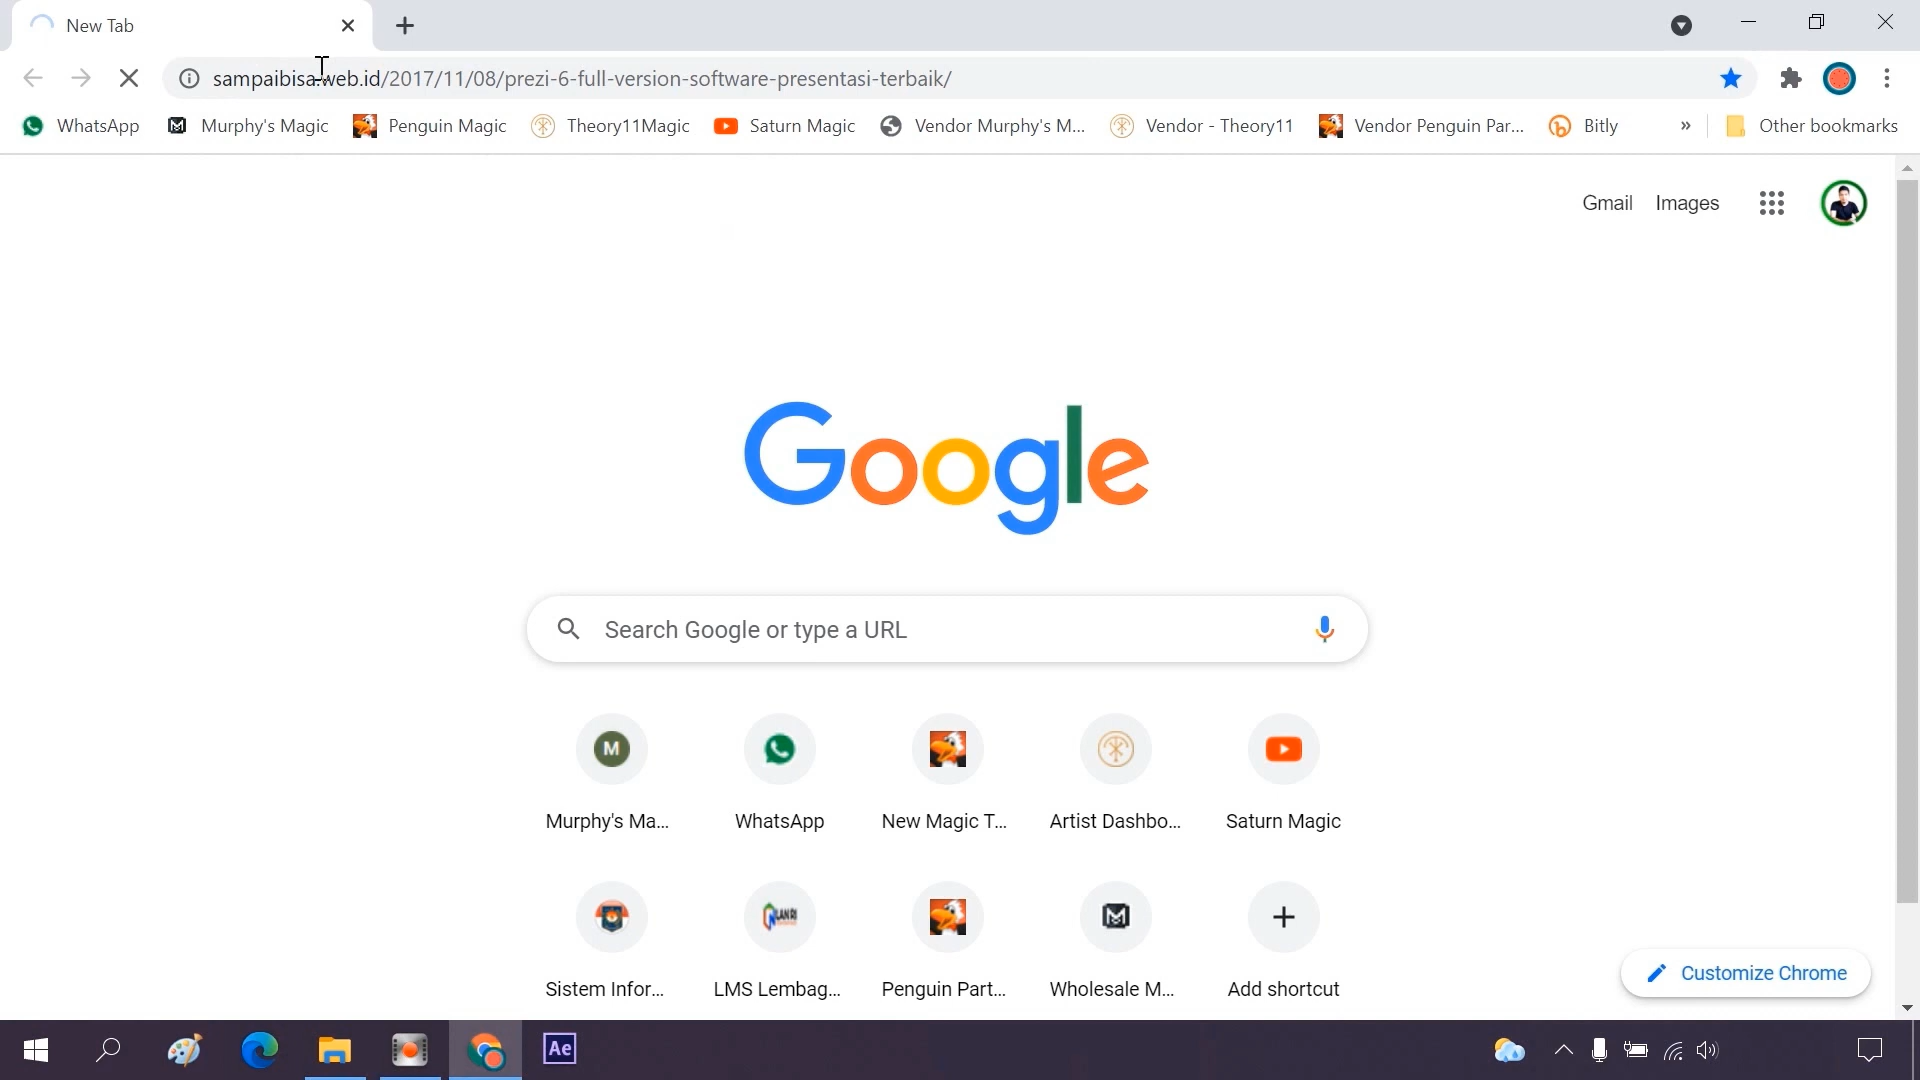 New Tab
sampaibisa.web.id/2017/11/08/prezi-6-full-version-software-presentasi-terbaik/
WhatsApp Murphy's Magic Penguin Magic Theory11Magic Saturn Magic Vendor Murphy's M... Vendor - Theory11 Vendor Penguin Par... Bitly » Other bookmarks
Gmail Images
Google
Search Google or type a URL
M
Murphy's Ma... WhatsApp New Magic T... Artist Dashbo... Saturn Magic
LAN RI
Sistem Infor... LMS Lembag... Penguin Part... Wholesale M... Add shortcut
Customize Chrome
Ae